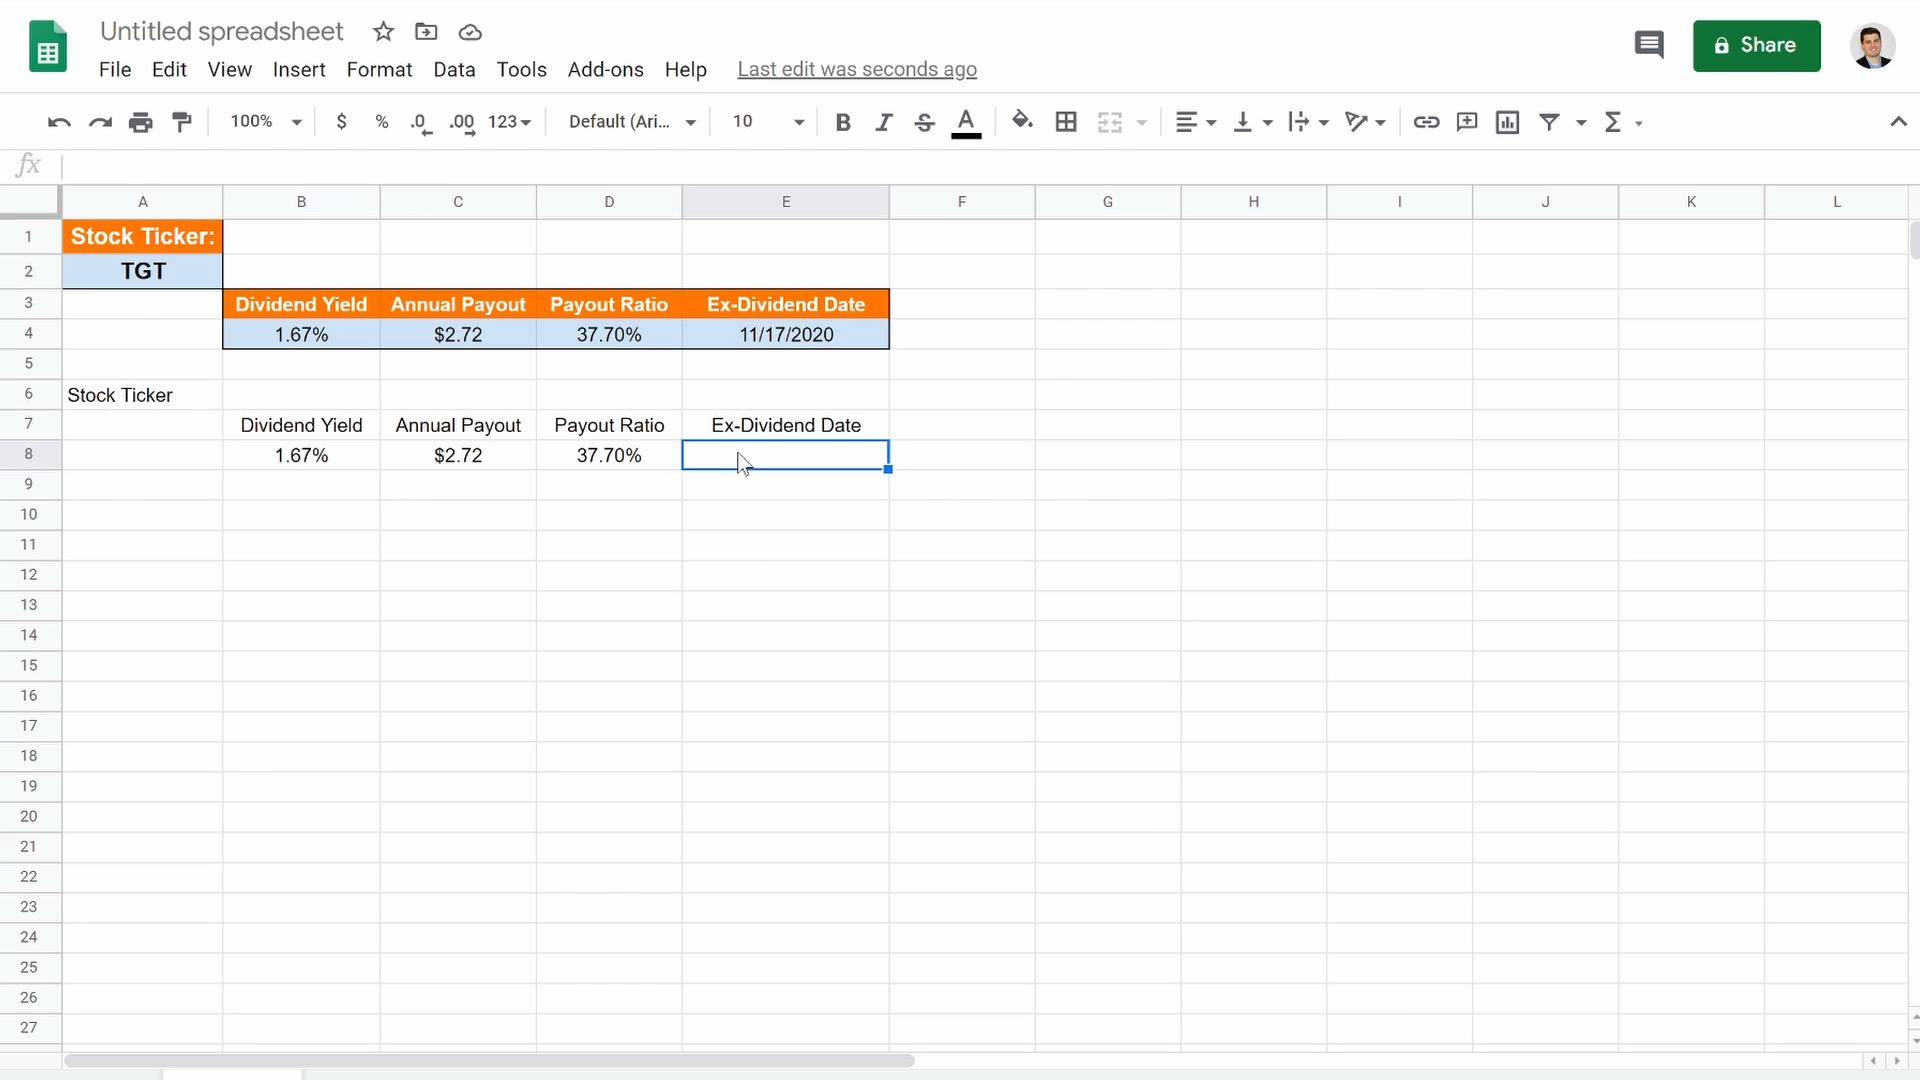 Untitled spreadsheet
File Edit View Insert Format Data Tools Add-ons Help Last edit was seconds ago
Share
100% $ % .0 .00 123 Default (Ari... 10 B I S A Σ
fx
A B C D E F G H I J K L
1 Stock Ticker:
2 TGT
3 Dividend Yield Annual Payout Payout Ratio Ex-Dividend Date
4 1.67% $2.72 37.70% 11/17/2020
5
6 Stock Ticker
7 Dividend Yield Annual Payout Payout Ratio Ex-Dividend Date
8 1.67% $2.72 37.70%
9
10
11
12
13
14
15
16
17
18
19
20
21
22
23
24
25
26
27